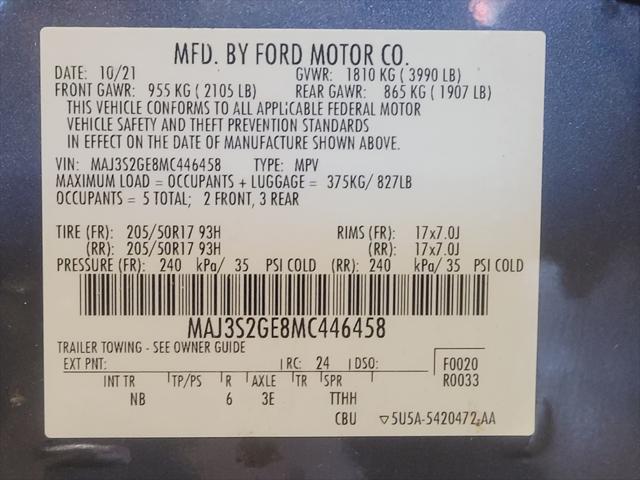 MFD. BY FORD MOTOR CO.
DATE: 10/21 GVWR: 1810 KG ( 3990 LB)
FRONT GAWR: 955 KG ( 2105 LB) REAR GAWR: 865 KG ( 1907 LB)
THIS VEHICLE CONFORMS TO ALL APPLICABLE FEDERAL MOTOR
VEHICLE SAFETY AND THEFT PREVENTION STANDARDS
IN EFFECT ON THE DATE OF MANUFACTURE SHOWN ABOVE.
VIN: MAJ3S2GE8MC446458 TYPE: MPV
MAXIMUM LOAD = OCCUPANTS + LUGGAGE = 375KG/ 827LB
OCCUPANTS = 5 TOTAL; 2 FRONT, 3 REAR
TIRE (FR): 205/50R17 93H RIMS (FR): 17x7.0J
(RR): 205/50R17 93H (RR): 17x7.0J
PRESSURE (FR): 240 kPa/ 35 PSI COLD (RR): 240 kPa/ 35 PSI COLD
MAJ3S2GE8MC446458
TRAILER TOWING - SEE OWNER GUIDE
EXT PNT: RC: 24 DSO: F0020
R0033
INT TR TP/PS R AXLE TR SPR
NB 6 3E TTHH
CBU ▽5U5A-5420472-AA